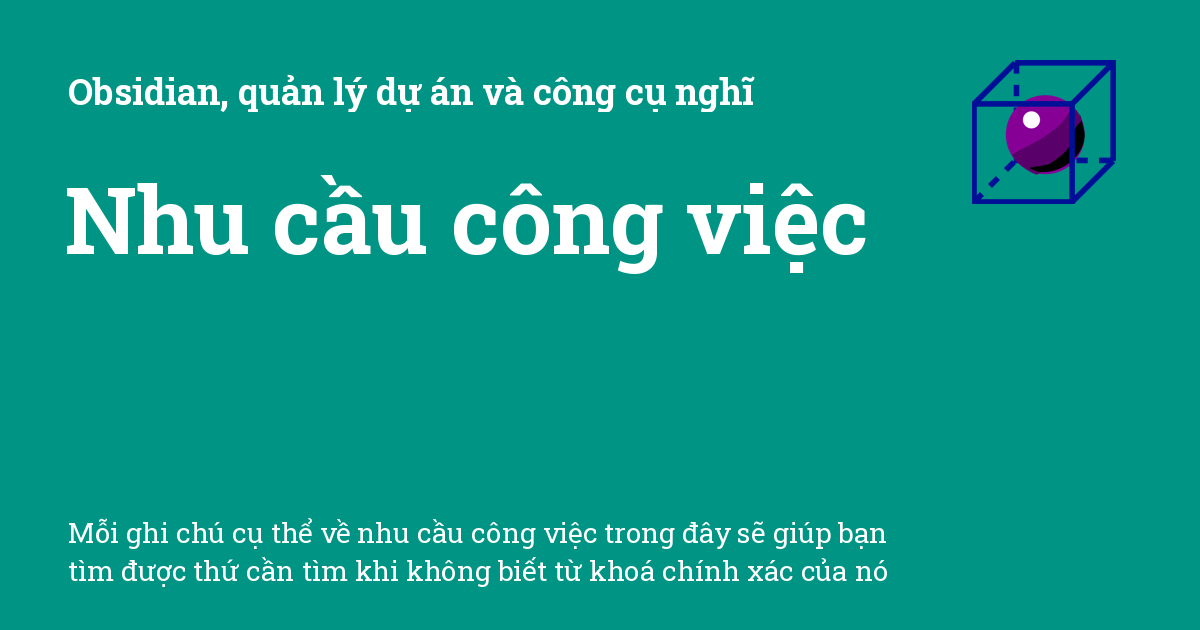 Obsidian, quản lý dự án và công cụ nghĩ
Nhu cầu công việc
Mỗi ghi chú cụ thể về nhu cầu công việc trong đây sẽ giúp bạn
tìm được thứ cần tìm khi không biết từ khoá chính xác của nó